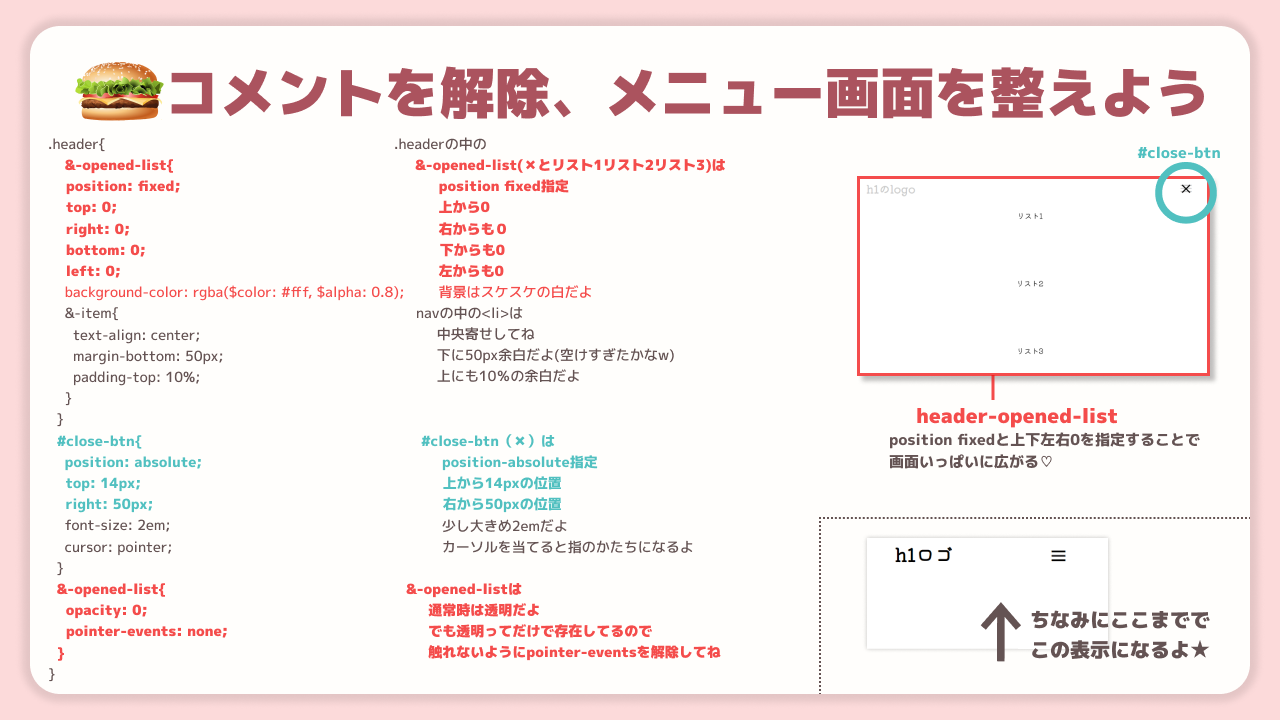 コメントを解除、メニュー画面を整えよう
.header{
&-opened-list{
position: fixed;
top: 0;
right: 0;
bottom: 0;
left: 0;
background-color: rgba($color: #fff, $alpha: 0.8);
&-item{
text-align: center;
margin-bottom: 50px;
padding-top: 10%;
}
}
#close-btn{
position: absolute;
top: 14px;
right: 50px;
font-size: 2em;
cursor: pointer;
}
&-opened-list{
opacity: 0;
pointer-events: none;
}
}
.headerの中の
&-opened-list(×とリスト1リスト2リスト3)は
position fixed指定
上から0
右からも0
下からも0
左からも0
背景はスケスケの白だよ
navの中の<li>は
中央寄せしてね
下に50px余白だよ(空けすぎたかなw)
上にも10%の余白だよ
#close-btn（×）は
position-absolute指定
上から14pxの位置
右から50pxの位置
少し大きめ2emだよ
カーソルを当てると指のかたちになるよ
&-opened-listは
通常時は透明だよ
でも透明ってだけで存在してるので
触れないようにpointer-eventsを解除してね
#close-btn
h1のlogo
×
リスト1
リスト2
リスト3
header-opened-list
position fixedと上下左右0を指定することで
画面いっぱいに広がる♡
h1ロゴ
ちなみにここまでで
この表示になるよ★